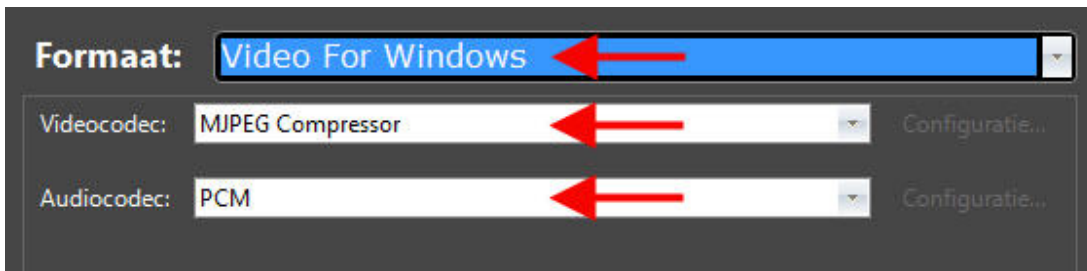 Formaat: Video For Windows
Videocodec: MJPEG Compressor Configuratie...
Audiocodec: PCM Configuratie...